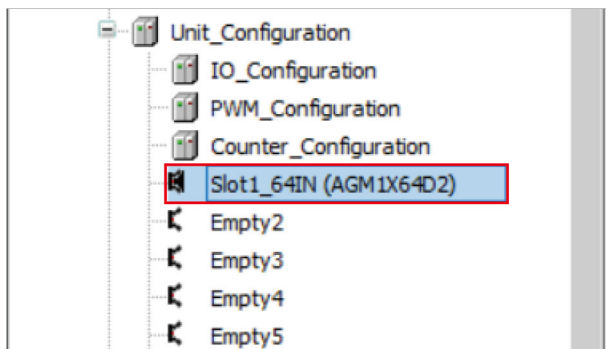 Unit_Configuration
IO_Configuration
PWM_Configuration
Counter_Configuration
Slot1_64IN (AGM1X64D2)
Empty2
Empty3
Empty4
Empty5